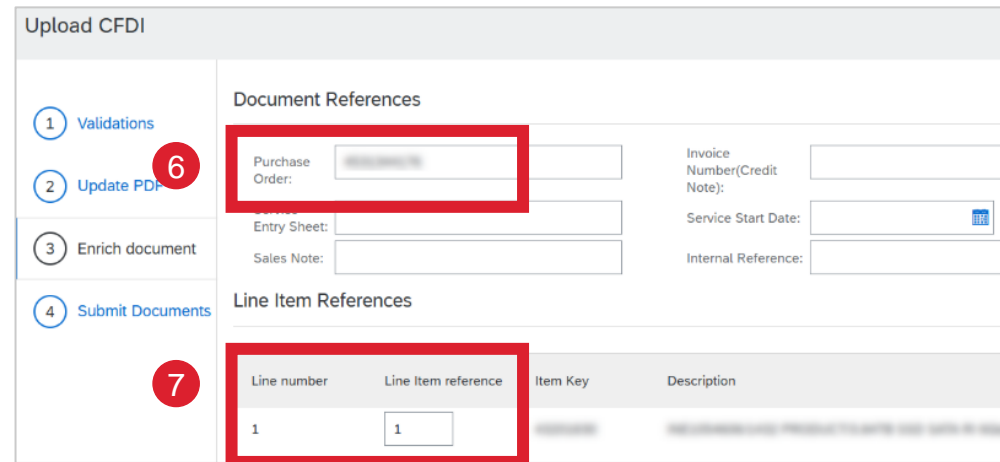 Upload CFDI
1 Validations
2 Update PDF
3 Enrich document
4 Submit Documents
6
7
Document References
Purchase
Order:
Invoice
Number(Credit
Note):
Service
Entry Sheet:
Service Start Date:
Sales Note:
Internal Reference:
Line Item References
Line number Line Item reference Item Key Description
1 1